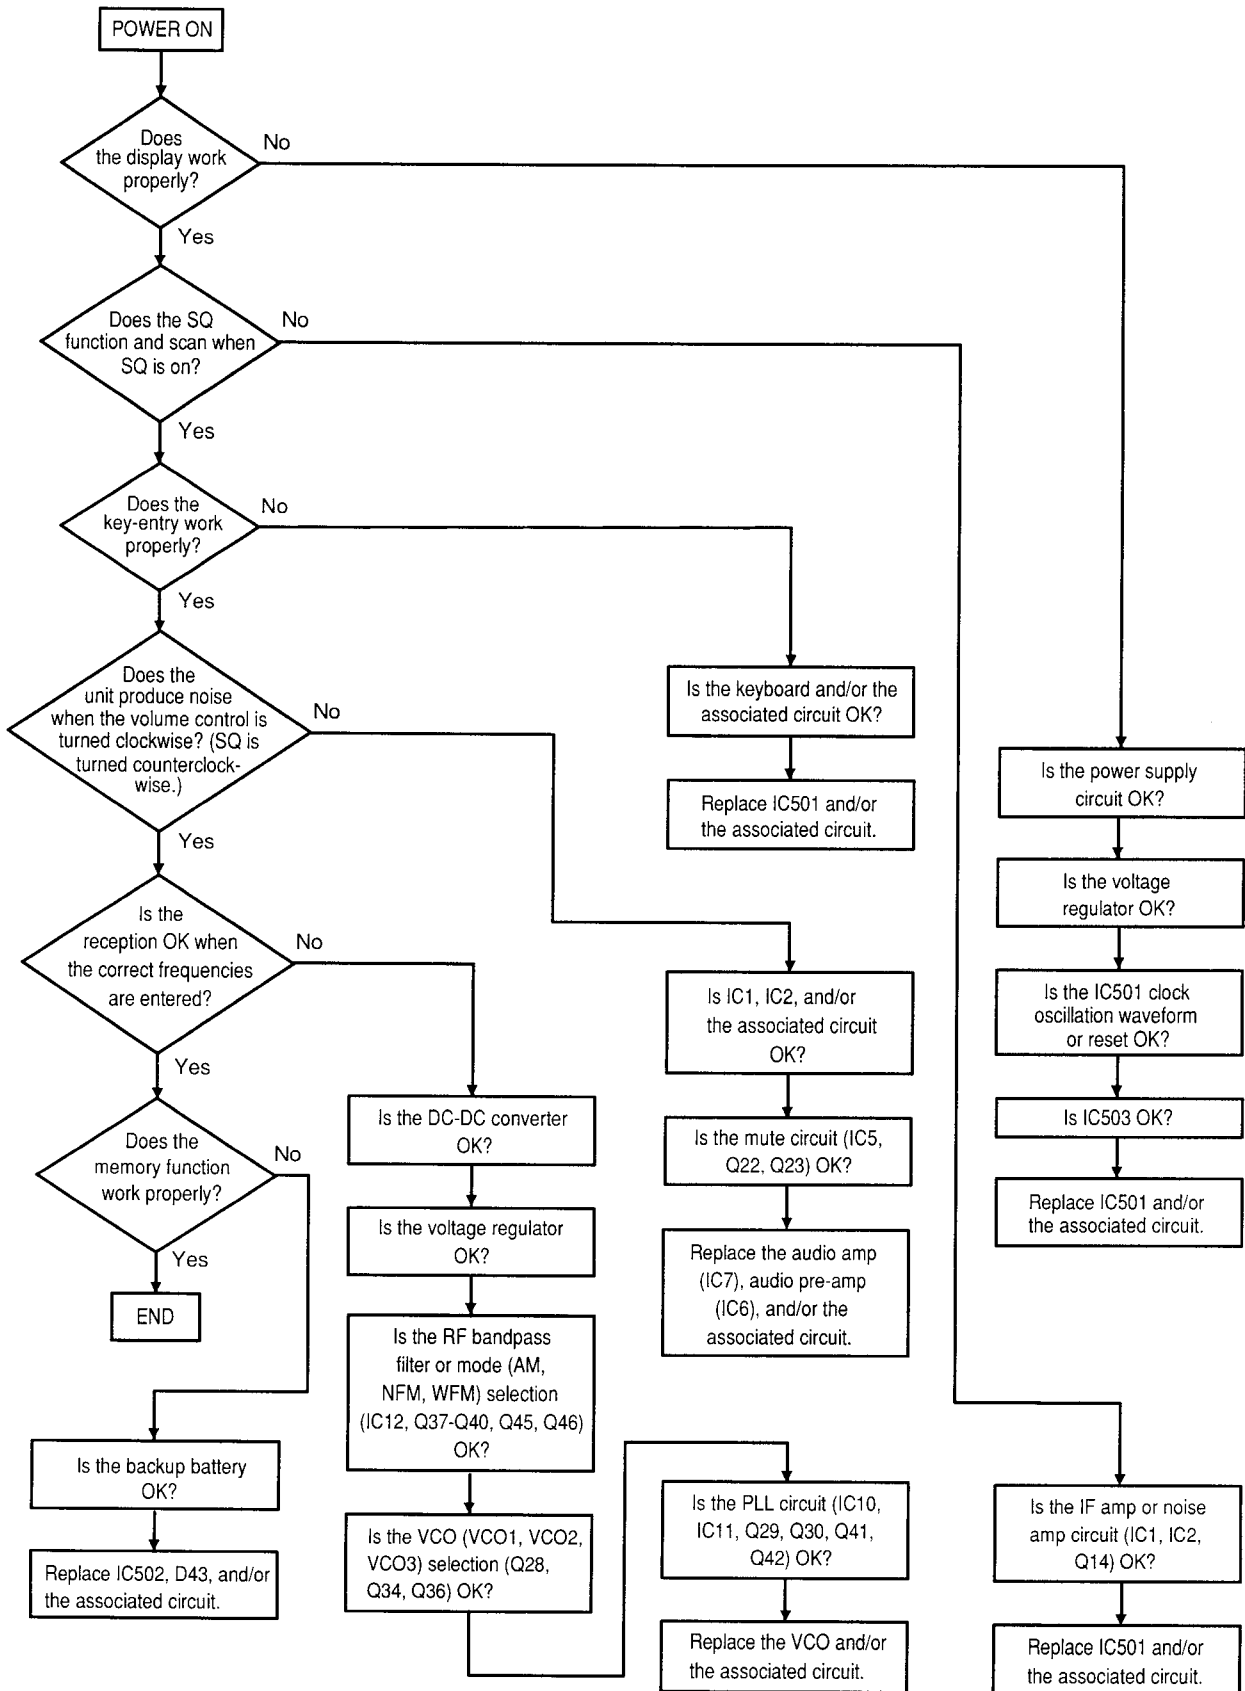 POWER ON
Does
the display work
properly?
No
Yes
Does the SQ
function and scan when
SQ is on?
No
Yes
Does the
key-entry work
properly?
No
Yes
Does the
unit produce noise
when the volume control is
turned clockwise? (SQ is
turned counterclock-
wise.)
No
Yes
Is the
reception OK when
the correct frequencies
are entered?
No
Yes
Does the
memory function
work properly?
No
Yes
END
Is the backup battery
OK?
Replace IC502, D43, and/or
the associated circuit.
Is the DC-DC converter
OK?
Is the voltage regulator
OK?
Is the RF bandpass
filter or mode (AM,
NFM, WFM) selection
(IC12, Q37-Q40, Q45, Q46)
OK?
Is the VCO (VCO1, VCO2,
VCO3) selection (Q28,
Q34, Q36) OK?
Is the keyboard and/or the
associated circuit OK?
Replace IC501 and/or
the associated circuit.
Is IC1, IC2, and/or
the associated circuit
OK?
Is the mute circuit (IC5,
Q22, Q23) OK?
Replace the audio amp
(IC7), audio pre-amp
(IC6), and/or the
associated circuit.
Is the PLL circuit (IC10,
IC11, Q29, Q30, Q41,
Q42) OK?
Replace the VCO and/or
the associated circuit.
Is the power supply
circuit OK?
Is the voltage
regulator OK?
Is the IC501 clock
oscillation waveform
or reset OK?
Is IC503 OK?
Replace IC501 and/or
the associated circuit.
Is the IF amp or noise
amp circuit (IC1, IC2,
Q14) OK?
Replace IC501 and/or
the associated circuit.